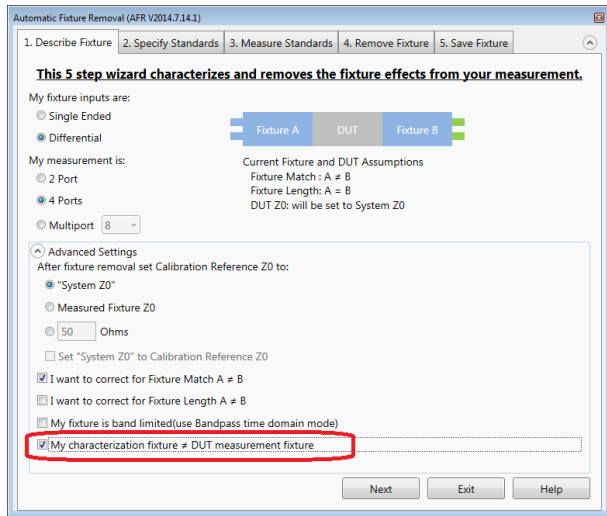 Automatic Fixture Removal (AFR V2014.7.14.1)
1. Describe Fixture 2. Specify Standards 3. Measure Standards 4. Remove Fixture 5. Save Fixture
This 5 step wizard characterizes and removes the fixture effects from your measurement.
My fixture inputs are:
Single Ended
Differential
Fixture A DUT Fixture B
My measurement is:
2 Port
4 Ports
Multiport 8
Current Fixture and DUT Assumptions
Fixture Match : A ≠ B
Fixture Length: A = B
DUT Z0: will be set to System Z0
Advanced Settings
After fixture removal set Calibration Reference Z0 to:
"System Z0"
Measured Fixture Z0
50 Ohms
Set "System Z0" to Calibration Reference Z0
I want to correct for Fixture Match A ≠ B
I want to correct for Fixture Length A ≠ B
My fixture is band limited(use Bandpass time domain mode)
My characterization fixture ≠ DUT measurement fixture
Next Exit Help